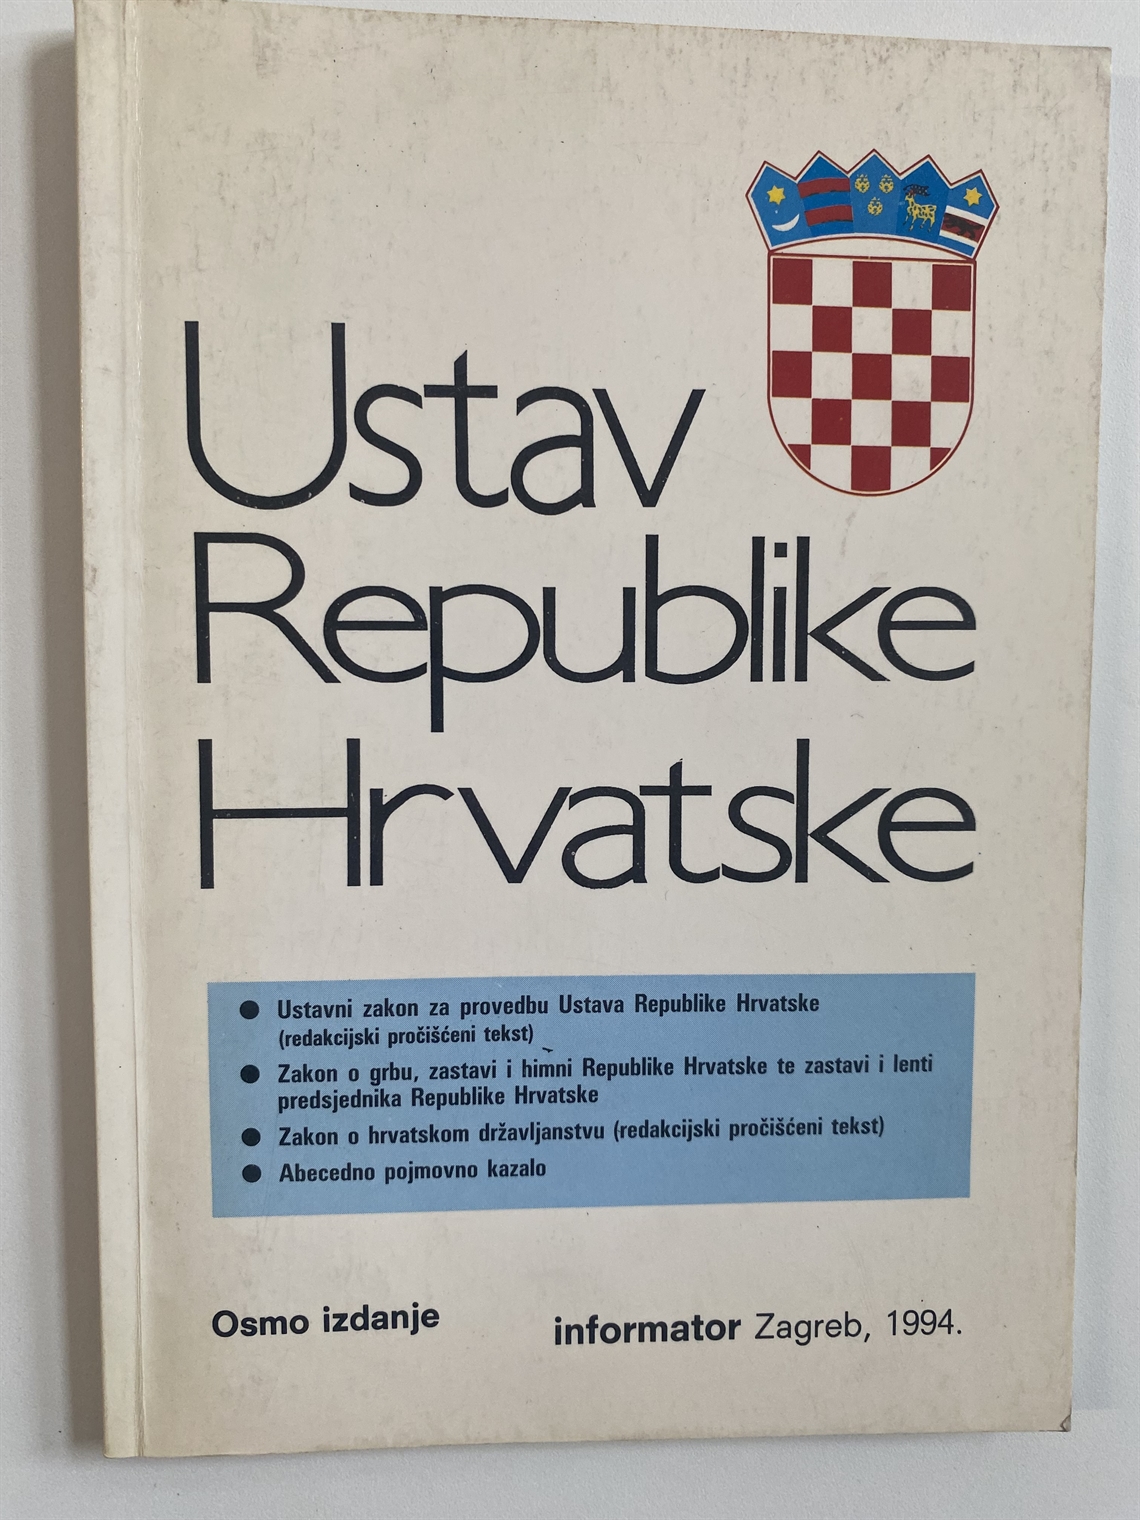 Ustav
Republike
Hrvatske
● Ustavni zakon za provedbu Ustava Republike Hrvatske
(redakcijski pročišćeni tekst)
● Zakon o grbu, zastavi i himni Republike Hrvatske te zastavi i lenti
predsjednika Republike Hrvatske
● Zakon o hrvatskom državljanstvu (redakcijski pročišćeni tekst)
● Abecedno pojmovno kazalo
Osmo izdanje
informator Zagreb, 1994.